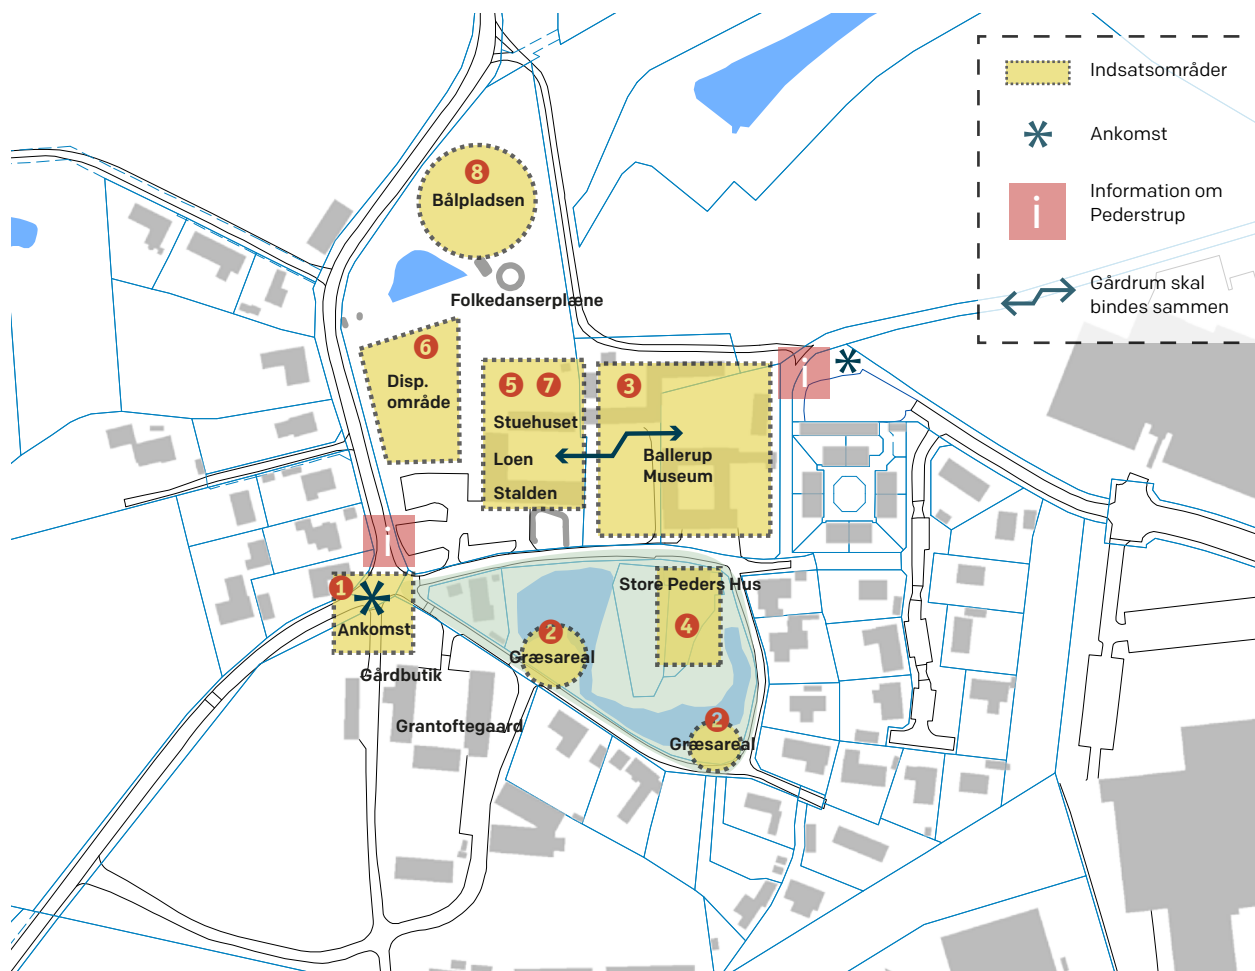 Indsatsområder
Ankomst
i
Information om
Pederstrup
Gårdrum skal
bindes sammen
8
Bålpladsen
Folkedanserplæne
6
Disp.
område
5 7
Stuehuset
Loen
Stalden
3
Ballerup
Museum
i
i
1
Ankomst
Gårdbutik
Grantoftegaard
2
Græsareal
Store Peders Hus
4
2
Græsareal